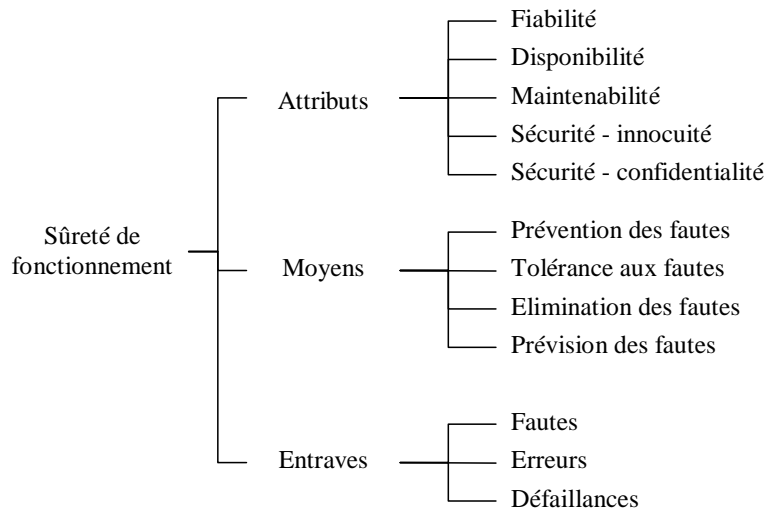 Sûreté de
fonctionnement
Attributs
Fiabilité
Disponibilité
Maintenabilité
Sécurité - innocuité
Sécurité - confidentialité
Moyens
Prévention des fautes
Tolérance aux fautes
Elimination des fautes
Prévision des fautes
Entraves
Fautes
Erreurs
Défaillances